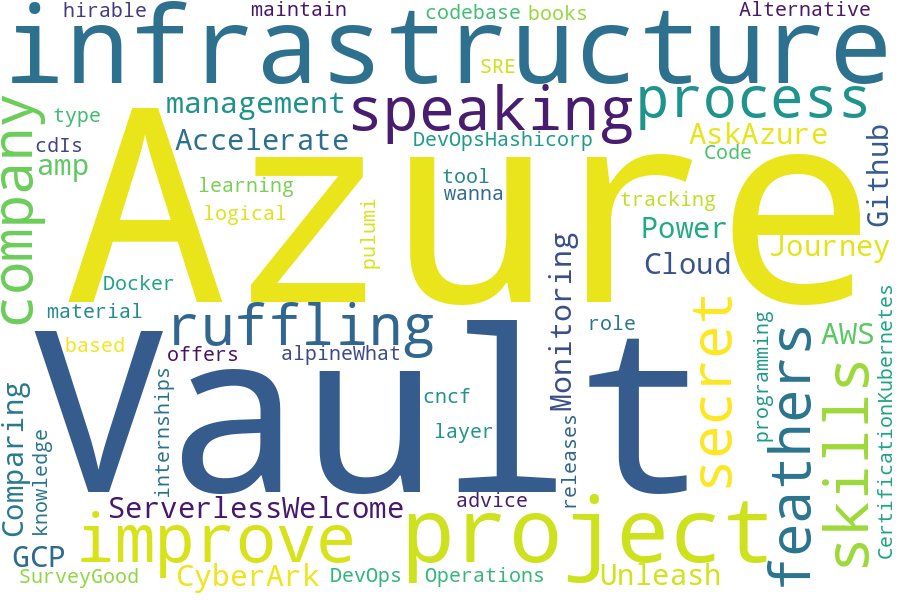 hirable
maintain
codebase
books
Alternative
infrastructure
SRE
company
type
management
speaking
process
cdIs
amp
Accelerate
DevOpsHashicorp
AskAzure
Code
Github
Azure
learning
logical
tool
wanna
tracking
pulumi
Power
Journey
Cloud
Docker
material
ruffling
Monitoring
role
secret
programming
feathers
AWS
CertificationKubernetes
based
offers
alpineWhat
Vault
Comparing
knowledge
internships
cncf
layer
releases
skills
ServerlessWelcome
advice
improve
project
GCP
SurveyGood
CyberArk
DevOps
Operations
Unleash